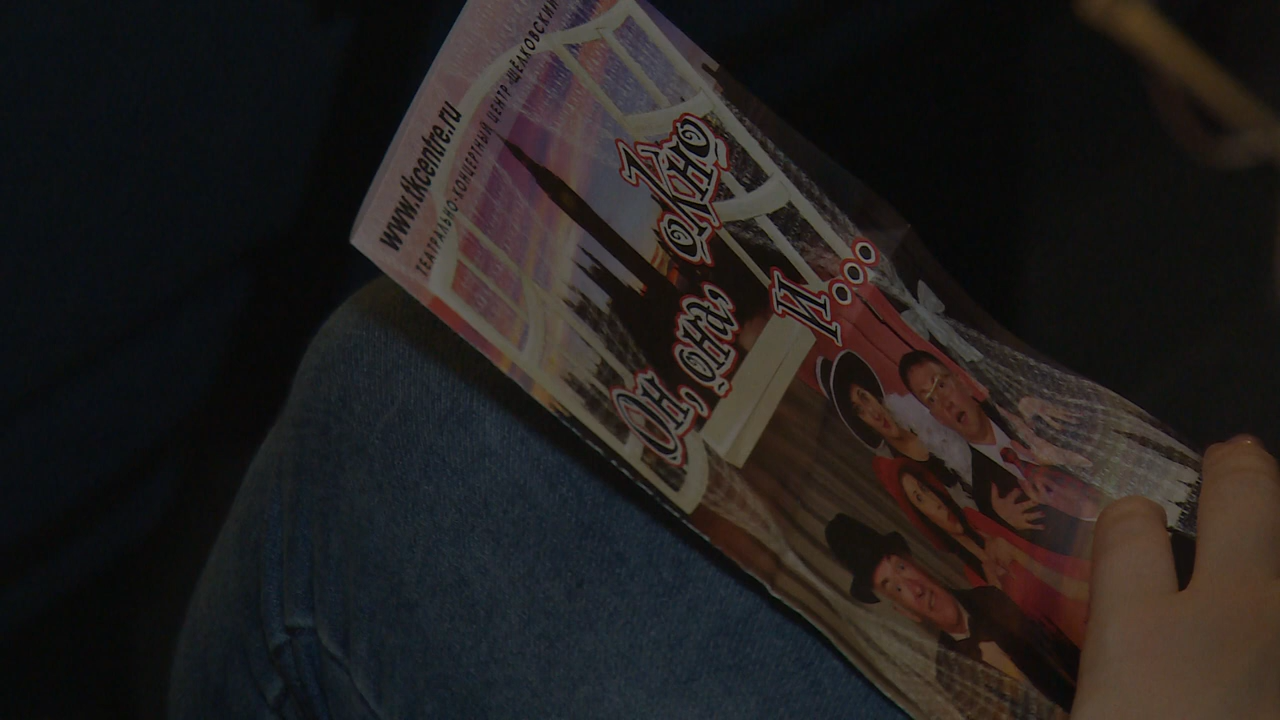 www.tkcentre.ru
ТЕАТРАЛЬНО-КОНЦЕРТНЫЙ ЦЕНТР ЩЁЛКОВСКИЙ
Он, она, окно
и...